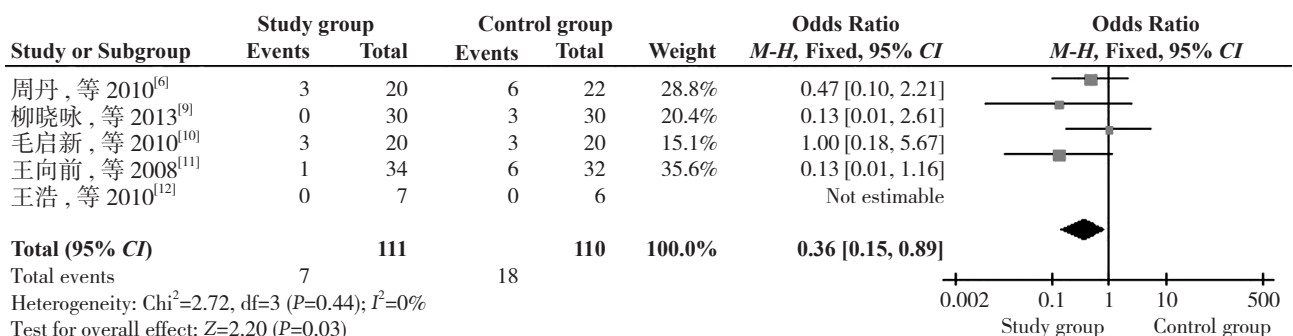 Study group Control group Odds Ratio Odds Ratio
Study or Subgroup Events Total Events Total Weight M-H, Fixed, 95% CI M-H, Fixed, 95% CI
周丹 , 等 2010[6] 3 20 6 22 28.8% 0.47 [0.10, 2.21]
柳晓咏 , 等 2013[9] 0 30 3 30 20.4% 0.13 [0.01, 2.61]
毛启新 , 等 2010[10] 3 20 3 20 15.1% 1.00 [0.18, 5.67]
王向前 , 等 2008[11] 1 34 6 32 35.6% 0.13 [0.01, 1.16]
王浩 , 等 2010[12] 0 7 0 6 Not estimable
Total (95% CI) 111 110 100.0% 0.36 [0.15, 0.89]
Total events 7 18
Heterogeneity: Chi²=2.72, df=3 (P=0.44); I²=0%
Test for overall effect: Z=2.20 (P=0.03)
0.002 0.1 1 10 500
Study group Control group